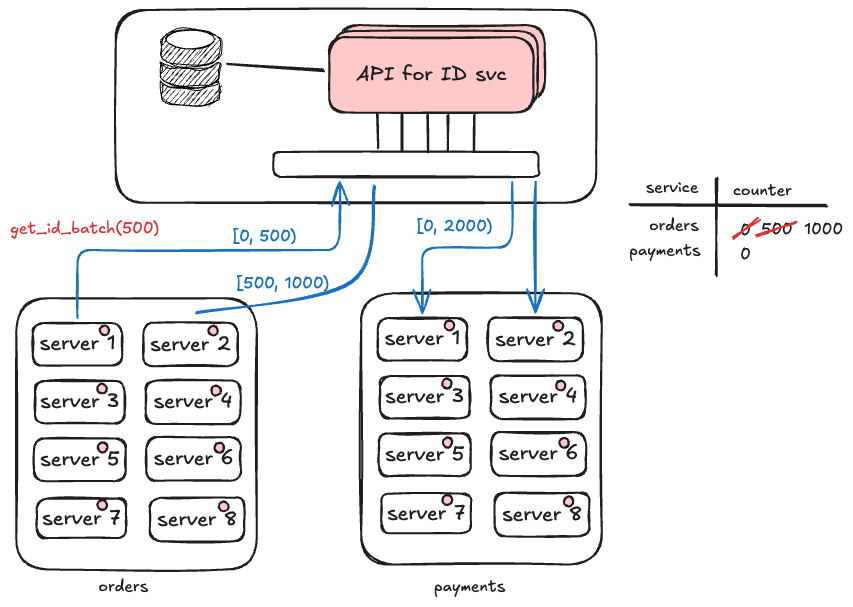 API for ID svc
service counter
orders 0 500 1000
payments 0
get_id_batch(500)
[0, 500)
[500, 1000)
[0, 2000)
server 1
server 2
server 3
server 4
server 5
server 6
server 7
server 8
orders
server 1
server 2
server 3
server 4
server 5
server 6
server 7
server 8
payments